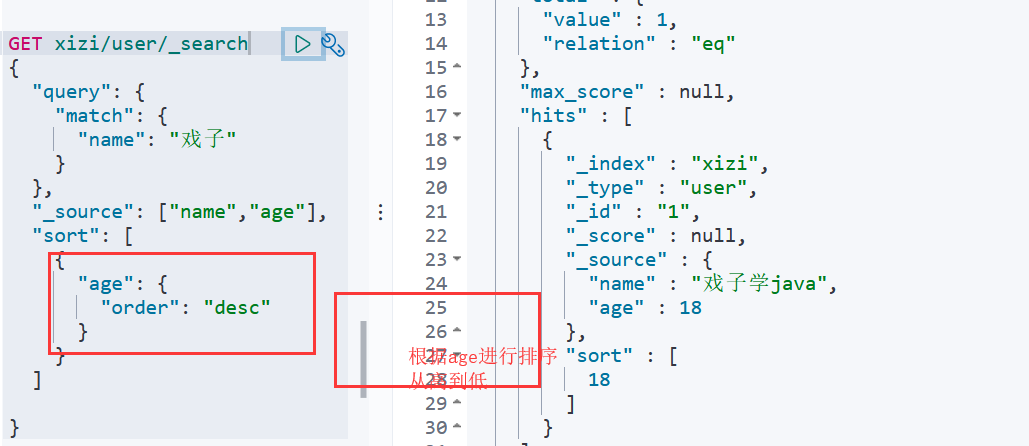 GET xizi/user/_search
{
"query": {
"match": {
"name": "戏子"
}
},
"_source": ["name","age"],
"sort": [
{
"age": {
"order": "desc"
}
}
]
}
13 "value" : 1,
14 "relation" : "eq"
15 },
16 "max_score" : null,
17 "hits" : [
18 {
19 "_index" : "xizi",
20 "_type" : "user",
21 "_id" : "1",
22 "_score" : null,
23 "_source" : {
24 "name" : "戏子学java",
25 "age" : 18
26 },
27 "sort" : [
28 18
29 ]
30 }
根据age进行排序
从高到低